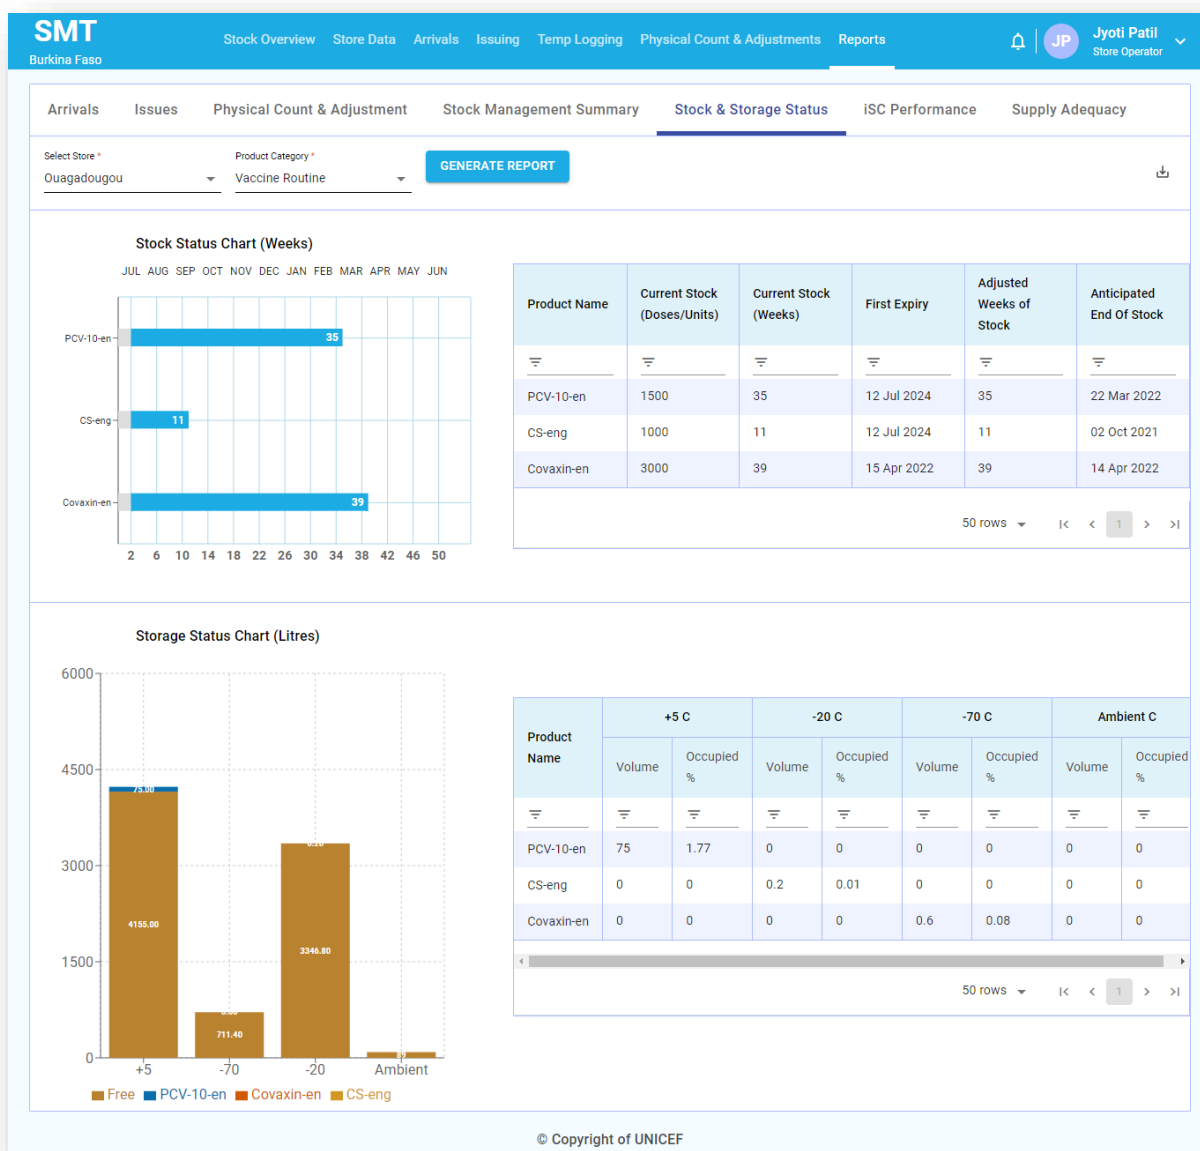 SMT
Burkina Faso
Stock Overview Store Data Arrivals Issuing Temp Logging Physical Count & Adjustments Reports
JP
Jyoti Patil
Store Operator
Arrivals Issues Physical Count & Adjustment Stock Management Summary Stock & Storage Status iSC Performance Supply Adequacy
Select Store * Product Category *
Ouagadougou Vaccine Routine
GENERATE REPORT
Stock Status Chart (Weeks)
JUL AUG SEP OCT NOV DEC JAN FEB MAR APR MAY JUN
PCV-10-en 35
CS-eng 11
Covaxin-en 39
2 6 10 14 18 22 26 30 34 38 42 46 50
Product Name Current Stock (Doses/Units) Current Stock (Weeks) First Expiry Adjusted Weeks of Stock Anticipated End Of Stock
PCV-10-en 1500 35 12 Jul 2024 35 22 Mar 2022
CS-eng 1000 11 12 Jul 2024 11 02 Oct 2021
Covaxin-en 3000 39 15 Apr 2022 39 14 Apr 2022
50 rows 1
Storage Status Chart (Litres)
6000
4500
3000
1500
0
75.00
4155.00
711.40
3346.80
+5 -70 -20 Ambient
Free PCV-10-en Covaxin-en CS-eng
Product Name +5 C -20 C -70 C Ambient C
Volume Occupied % Volume Occupied % Volume Occupied % Volume Occupied %
PCV-10-en 75 1.77 0 0 0 0 0 0
CS-eng 0 0 0.2 0.01 0 0 0 0
Covaxin-en 0 0 0 0 0.6 0.08 0 0
50 rows 1
© Copyright of UNICEF